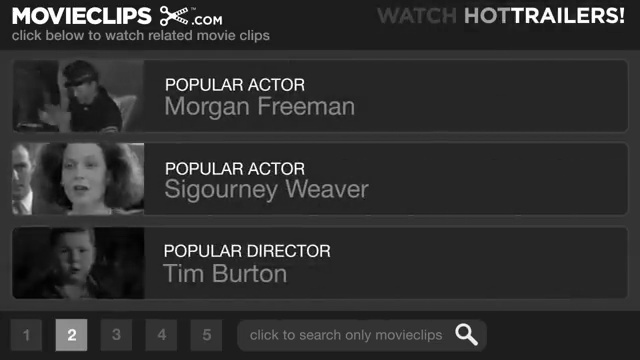 MOVIECLIPS.COM™
WATCH HOTTRAILERS!
click below to watch related movie clips
POPULAR ACTOR
Morgan Freeman
POPULAR ACTOR
Sigourney Weaver
POPULAR DIRECTOR
Tim Burton
1 2 3 4 5 click to search only movieclips